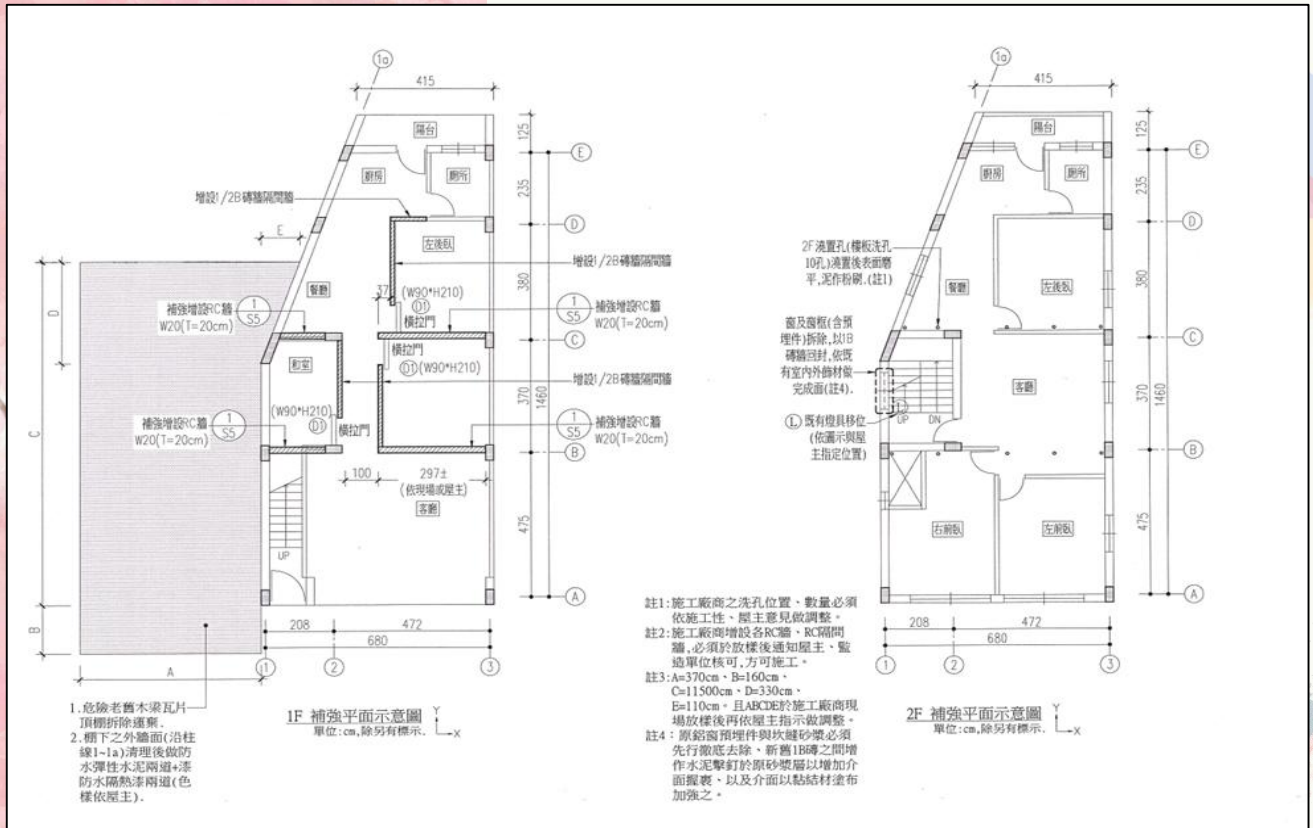 1a
415
陽台
125
E
廚房
廁所
235
增設1/2B磚牆隔間牆
D
E
左後臥
增設1/2B磚牆隔間牆
380
37
(W90*H210)
D1
橫拉門
1
S5
補強增設RC牆
W20(T=20cm)
餐廳
1
S5
補強增設RC牆
W20(T=20cm)
D
C
橫拉門
D1
(W90*H210)
和室
增設1/2B磚牆隔間牆
370
1460
(W90*H210)
D1
橫拉門
補強增設RC牆
W20(T=20cm)
1
S5
1
S5
補強增設RC牆
W20(T=20cm)
C
B
100
297±
(依現場或屋主)
客廳
475
UP
A
B
208
472
680
A
1
2
3
1.危險老舊木梁瓦片
頂棚拆除運棄.
2.棚下之外牆面(沿柱
線1~1a)清理後做防
水彈性水泥兩道+漆
防水隔熱漆兩道(色
樣依屋主).
1F 補強平面示意圖
單位:cm,除另有標示.
Y
X
1a
415
陽台
125
E
廚房
廁所
235
D
2F 澆置孔(樓板洗孔
10孔)澆置後表面磨
平,泥作粉刷.(註1)
餐廳
左後臥
380
C
窗及窗框(含預
埋件)拆除,以1B
磚牆回封,依既
有室內外飾材做
完成面(註4).
客廳
370
1460
L
既有燈具移位
(依圖示與屋
主指定位置)
L
UP
DN
B
右前臥
左前臥
475
A
208
472
680
1
2
3
2F 補強平面示意圖
單位:cm,除另有標示.
Y
X
註1:施工廠商之洗孔位置、數量必須
依施工性、屋主意見做調整。
註2:施工廠商增設各RC牆、RC隔間
牆,必須於放樣後通知屋主、監
造單位核可,方可施工。
註3:A=370cm、B=160cm、
C=11500cm、D=330cm、
E=110cm。且ABCDE於施工廠商現
場放樣後再依屋主指示做調整。
註4：原鋁窗預埋件與坎縫砂漿必須
先行徹底去除、新舊1B磚之間增
作水泥擊釘於原砂漿層以增加介
面握裹、以及介面以黏結材塗布
加強之。